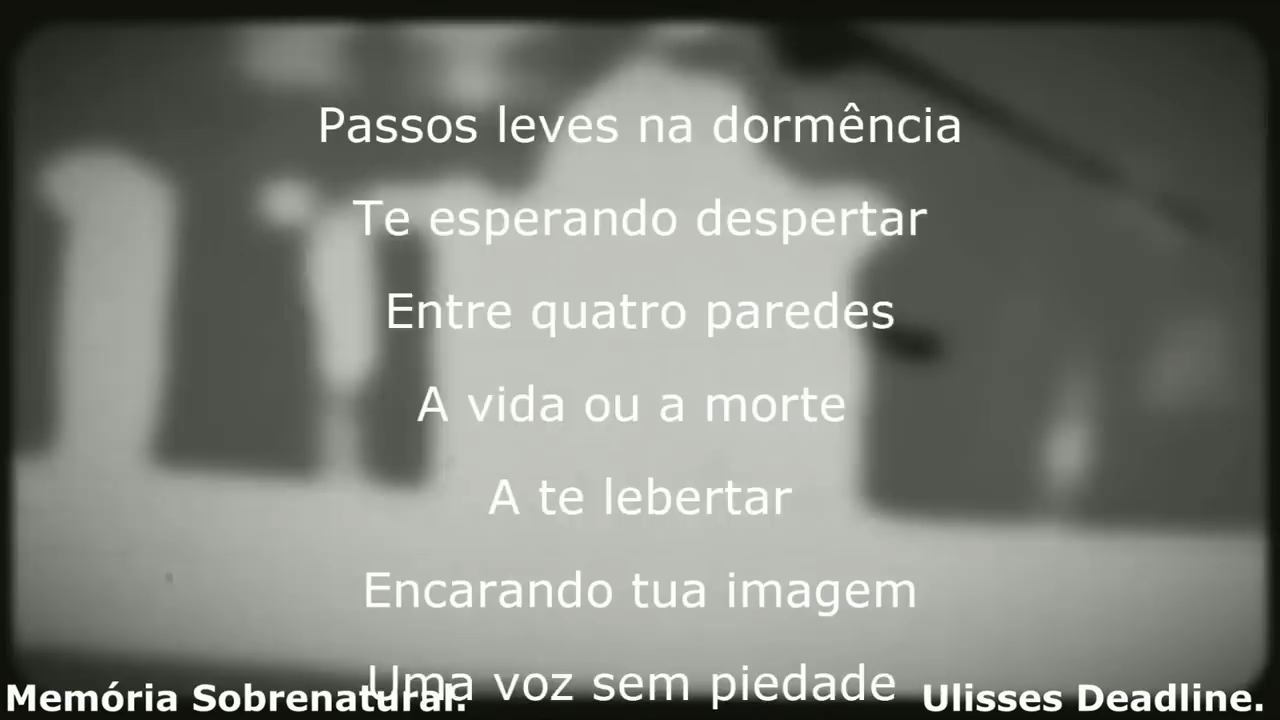 Passos leves na dormência
Te esperando despertar
Entre quatro paredes
A vida ou a morte
A te lebertar
Encarando tua imagem
Uma voz sem piedade
Memória Sobrenatural.
Ulisses Deadline.